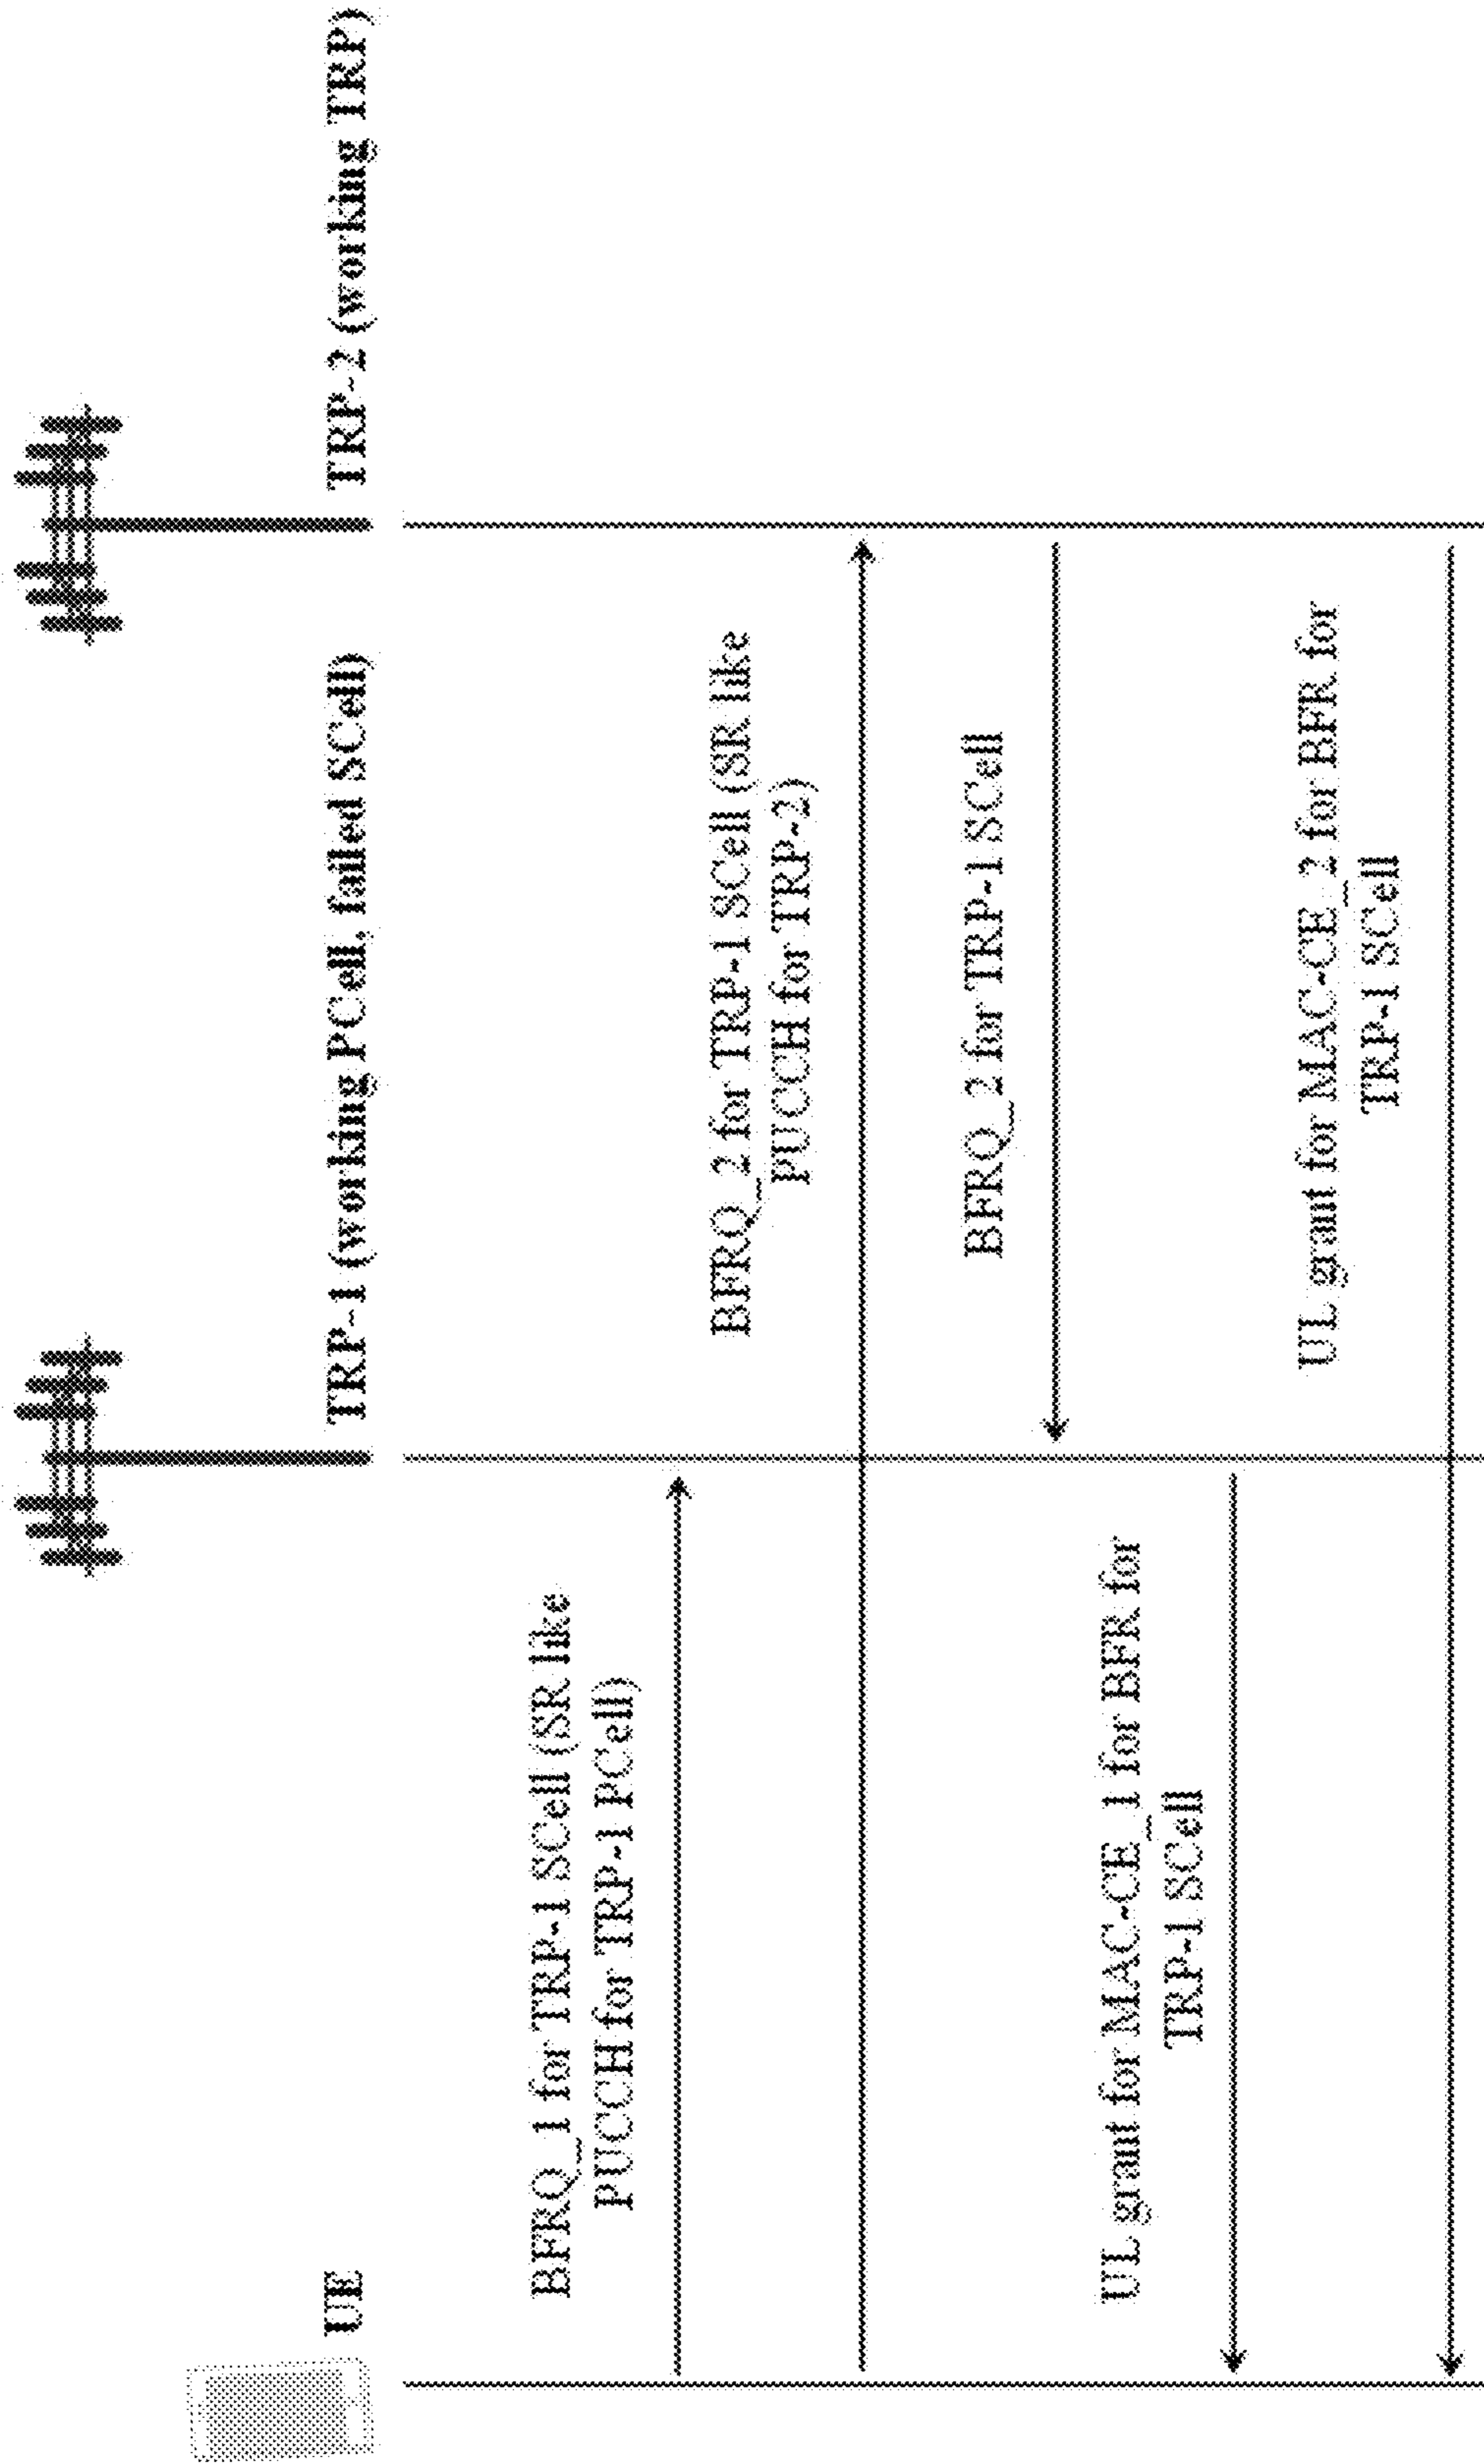 UE
TRP-1 (working PCell, failed SCell)
TRP-2 (working TRP)
BFRQ_1 for TRP-1 SCell (SR like
PUCCH for TRP-1 PCell)
BFRQ_2 for TRP-1 SCell (SR like
PUCCH for TRP-2)
BFRQ_2 for TRP-1 SCell
UL grant for MAC-CE_1 for BFR for
TRP-1 SCell
UL grant for MAC-CE_2 for BFR for
TRP-1 SCell